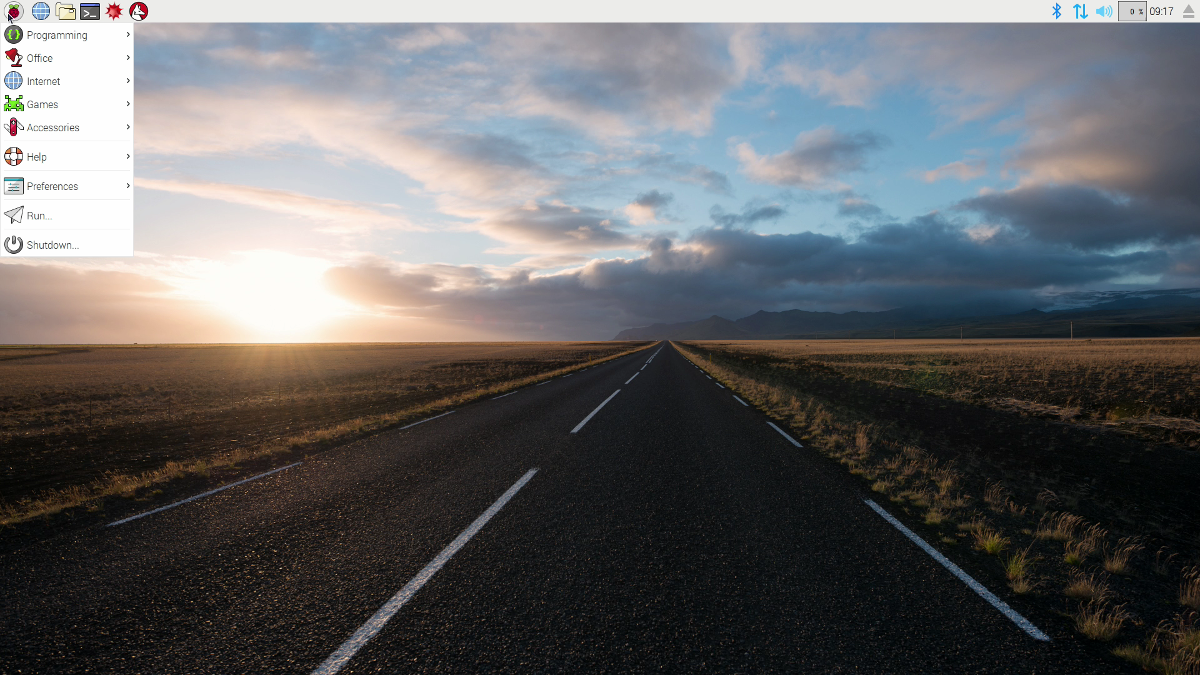 0 %
09:17
Programming
Office
Internet
Games
Accessories
Help
Preferences
Run...
Shutdown...